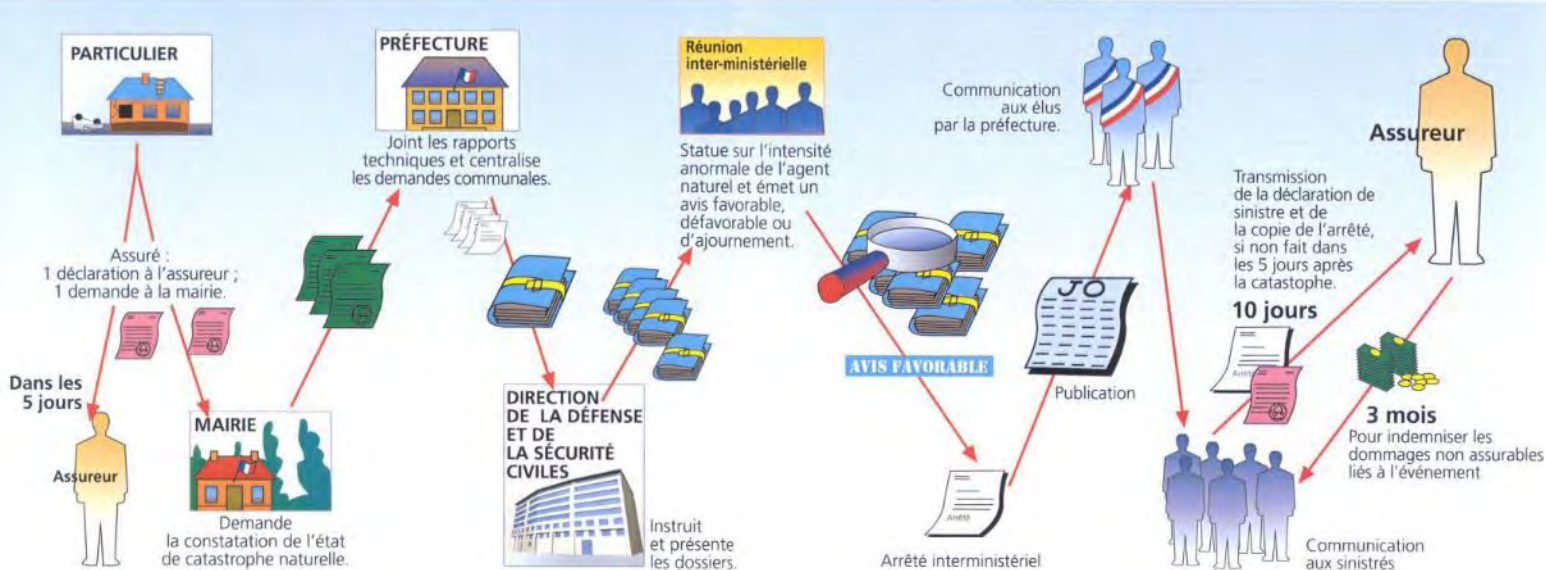 PARTICULIER
Assuré :
1 déclaration à l'assureur ;
1 demande à la mairie.
Dans les
5 jours
Assureur
MAIRIE
Demande
la constatation de l'état
de catastrophe naturelle.
PRÉFECTURE
Joint les rapports
techniques et centralise
les demandes communales.
DIRECTION
DE LA DÉFENSE
ET DE
LA SÉCURITÉ
CIVILES
Instruit
et présente
les dossiers.
Réunion
inter-ministérielle
Statue sur l'intensité
anormale de l'agent
naturel et émet un
avis favorable,
défavorable ou
d'ajournement.
AVIS FAVORABLE
Arrêté
Arrêté interministériel
JO
Publication
Communication
aux élus
par la préfecture.
Communication
aux sinistrés
Transmission
de la déclaration de
sinistre et de
la copie de l'arrêté,
si non fait dans
les 5 jours après
la catastophe.
10 jours
Arrêté
Assureur
3 mois
Pour indemniser les
dommages non assurables
liés à l'événement